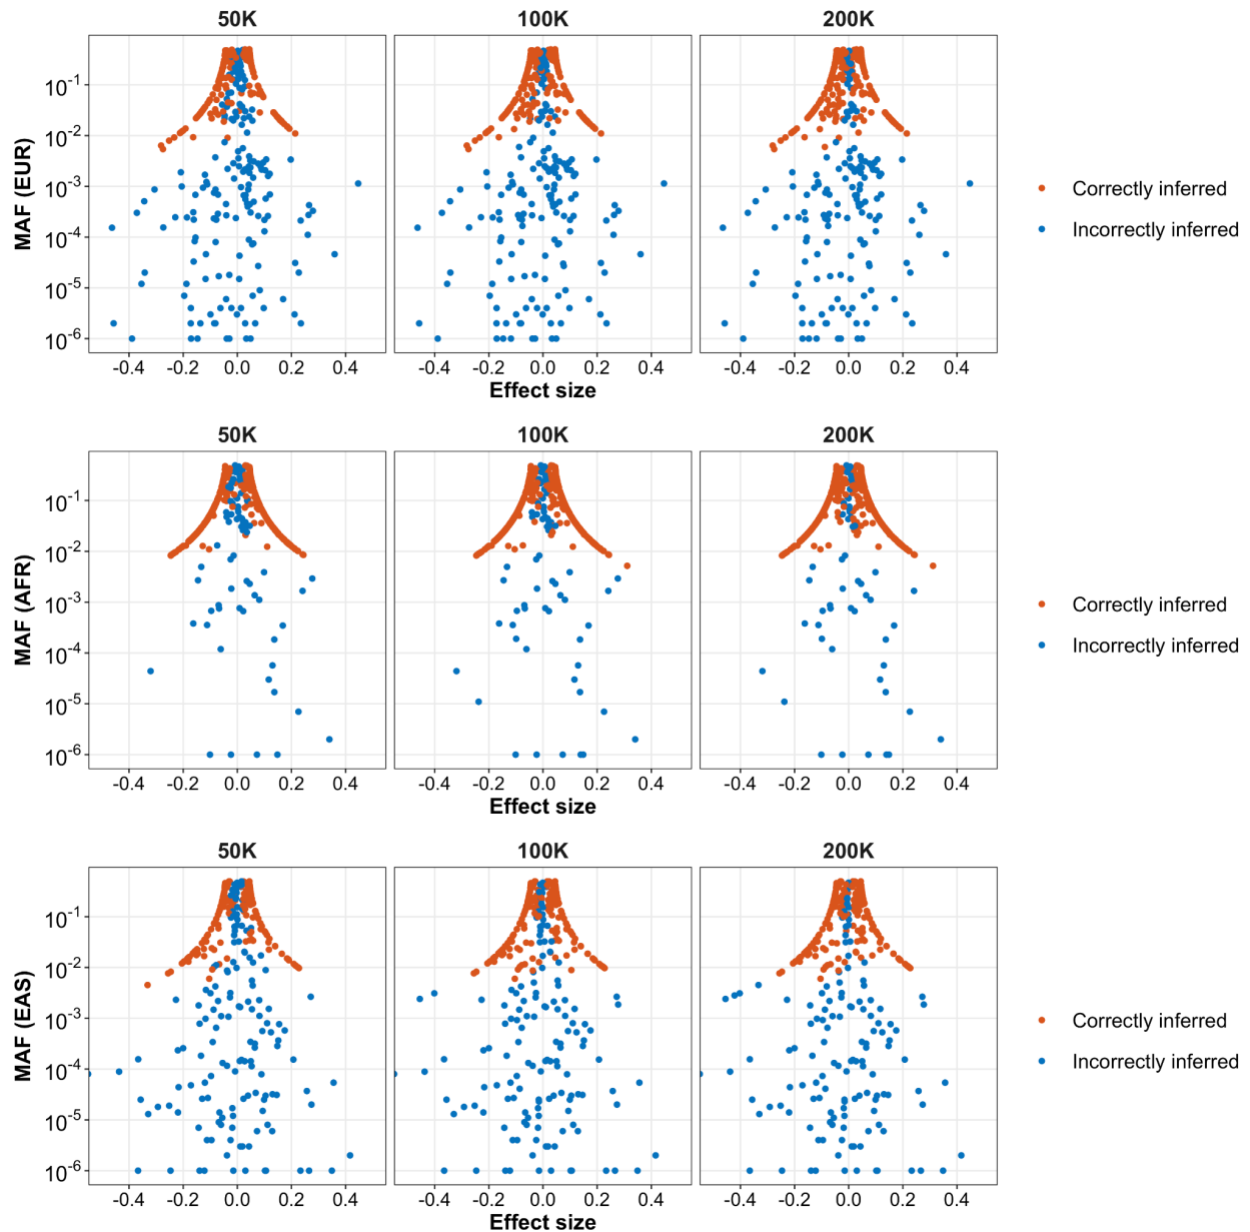 50K 100K 200K
MAF (EUR)
10^-1
10^-2
10^-3
10^-4
10^-5
10^-6
-0.4 -0.2 0.0 0.2 0.4 -0.4 -0.2 0.0 0.2 0.4 -0.4 -0.2 0.0 0.2 0.4
Effect size
Correctly inferred
Incorrectly inferred
50K 100K 200K
MAF (AFR)
10^-1
10^-2
10^-3
10^-4
10^-5
10^-6
-0.4 -0.2 0.0 0.2 0.4 -0.4 -0.2 0.0 0.2 0.4 -0.4 -0.2 0.0 0.2 0.4
Effect size
Correctly inferred
Incorrectly inferred
50K 100K 200K
MAF (EAS)
10^-1
10^-2
10^-3
10^-4
10^-5
10^-6
-0.4 -0.2 0.0 0.2 0.4 -0.4 -0.2 0.0 0.2 0.4 -0.4 -0.2 0.0 0.2 0.4
Effect size
Correctly inferred
Incorrectly inferred